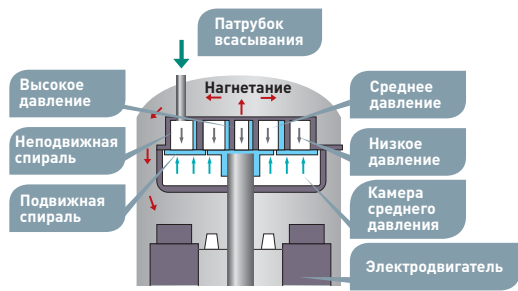 Патрубок
всасывания
Высокое
давление
Нагнетание
Среднее
давление
Неподвижная
спираль
Низкое
давление
Подвижная
спираль
Камера
среднего
давления
Электродвигатель